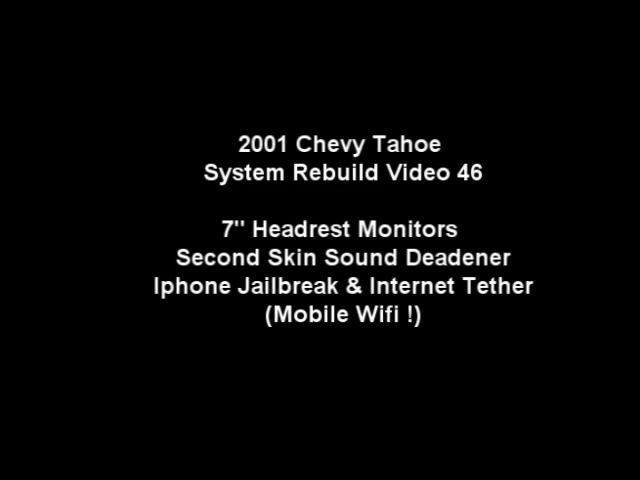 2001 Chevy Tahoe
System Rebuild Video 46
7" Headrest Monitors
Second Skin Sound Deadener
Iphone Jailbreak & Internet Tether
(Mobile Wifi !)